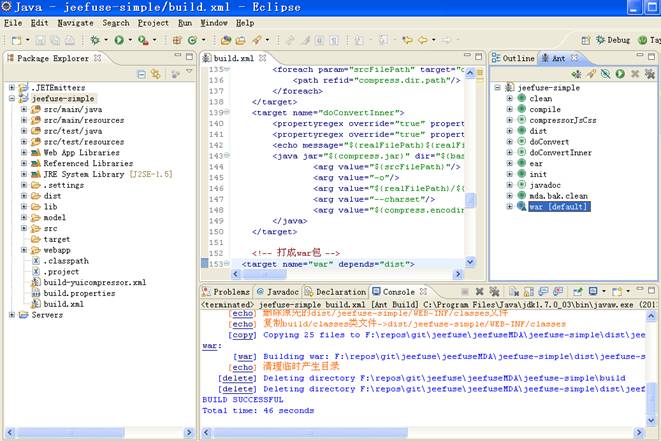 Java - jeefuse-simple/build.xml - Eclipse
File Edit Navigate Search Project Run Window Help
Debug
Package Explorer
.JETEmitters
jeefuse-simple
src/main/java
src/main/resources
src/test/java
src/test/resources
Web App Libraries
Referenced Libraries
JRE System Library [J2SE-1.5]
.settings
dist
lib
model
src
target
webapp
.classpath
.project
build-yuicompressor.xml
build.properties
build.xml
Servers
build.xml
135 <foreach param="srcFilePath" target="d
136 <path refid="compress.dir.path"/>
137 </foreach>
138 </target>
139 <target name="doConvertInner">
140 <propertyregex override="true" propert
141 <propertyregex override="true" propert
142 <echo message="${realFilePath}${realFi
143 <java jar="${compress.jar}" dir="${bas
144 <arg value="${srcFilePath}"/>
145 <arg value="-o"/>
146 <arg value="${realFilePath}/${
147 <arg value="--charset"/>
148 <arg value="${compress.encodin
149 </java>
150 </target>
151
152 <!-- 打成war包 -->
153 <target name="war" depends="dist">
Outline Ant
jeefuse-simple
clean
compile
compressorJsCss
dist
doConvert
doConvertInner
ear
init
javadoc
mda.bak.clean
war [default]
Problems Javadoc Declaration Console
<terminated> jeefuse-simple build.xml [Ant Build] C:\Program Files\Java\jdk1.7.0_03\bin\javaw.exe (201
[echo] 删除原先的dist/jeefuse-simple/WEB-INF/classes文件
[echo] 复制build/classes类文件->dist/jeefuse-simple/WEB-INF/classes
[copy] Copying 25 files to F:\repos\git\jeefuse\jeefuseMDA\jeefuse-simple\dist\jee
war:
[war] Building war: F:\repos\git\jeefuse\jeefuseMDA\jeefuse-simple\dist\jeefus
[echo] 清理临时产生目录
[delete] Deleting directory F:\repos\git\jeefuse\jeefuseMDA\jeefuse-simple\build
[delete] Deleting directory F:\repos\git\jeefuse\jeefuseMDA\jeefuse-simple\dist\jeef
BUILD SUCCESSFUL
Total time: 46 seconds